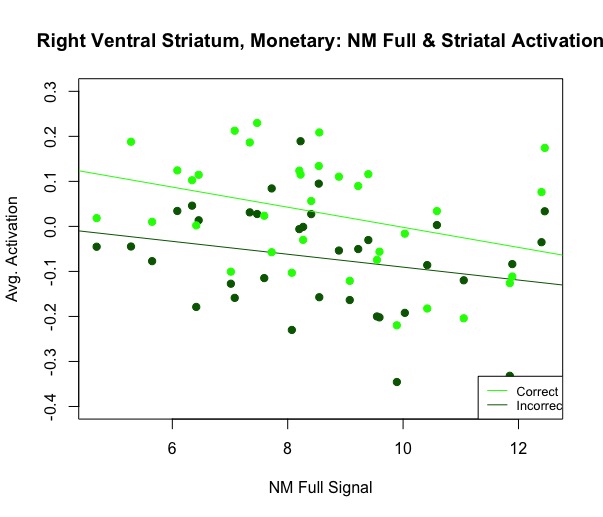 Right Ventral Striatum, Monetary: NM Full & Striatal Activation
0.3
0.2
0.1
0.0
-0.1
-0.2
-0.3
-0.4
Avg. Activation
Correct
Incorrec
6 8 10 12
NM Full Signal